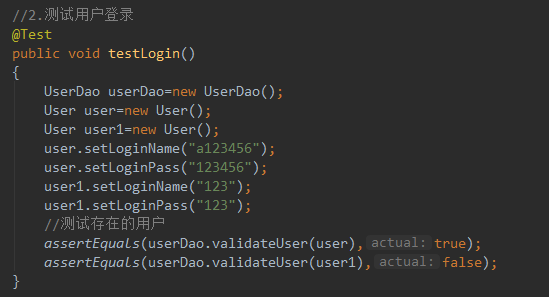 //2.测试用户登录
@Test
public void testLogin()
{
UserDao userDao=new UserDao();
User user=new User();
User user1=new User();
user.setLoginName("a123456");
user.setLoginPass("123456");
user1.setLoginName("123");
user1.setLoginPass("123");
//测试存在的用户
assertEquals(userDao.validateUser(user), actual: true);
assertEquals(userDao.validateUser(user1), actual: false);
}